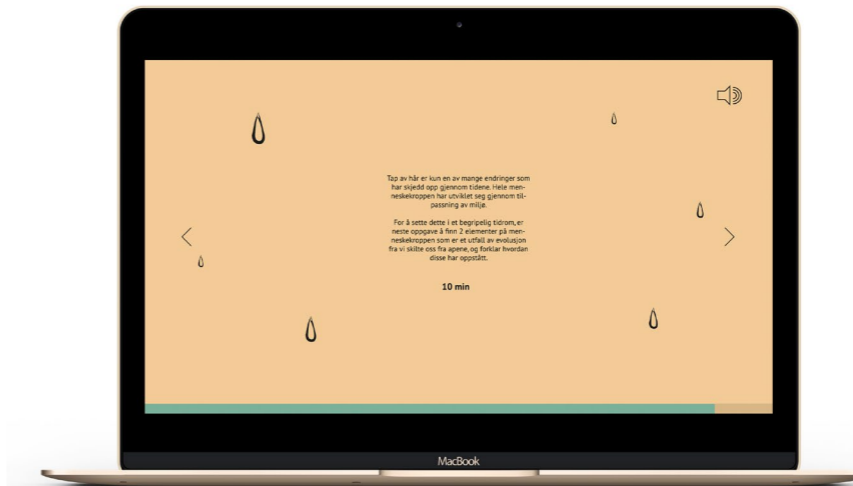 Tap av hår er kun en av mange endringer som
har skjedd opp gjennom tidene. Hele men-
neskekroppen har utviklet seg gjennom til-
passning av miljø.
For å sette dette i et begripelig tidrom, er
neste oppgave å finn 2 elementer på men-
neskekroppen som er et utfall av evolusjon
fra vi skilte oss fra apene, og forklar hvordan
disse har oppstått.
10 min
MacBook